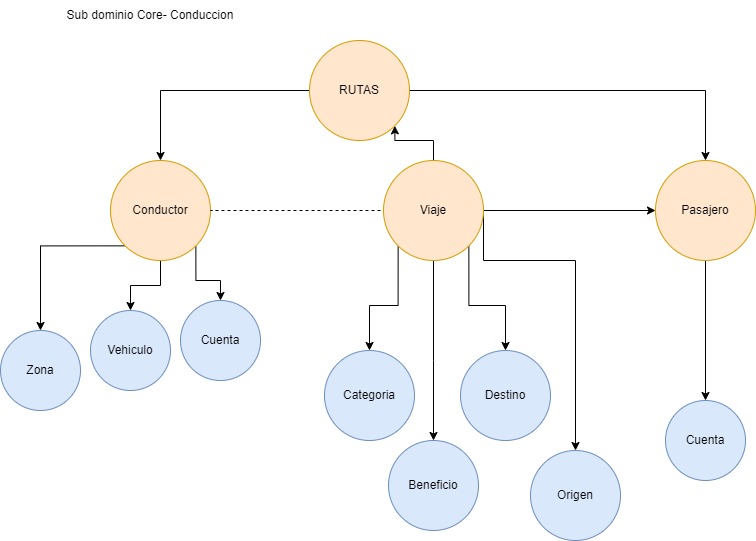 Sub dominio Core- Conduccion
RUTAS
Conductor
Viaje
Pasajero
Zona
Vehiculo
Cuenta
Categoria
Destino
Cuenta
Beneficio
Origen